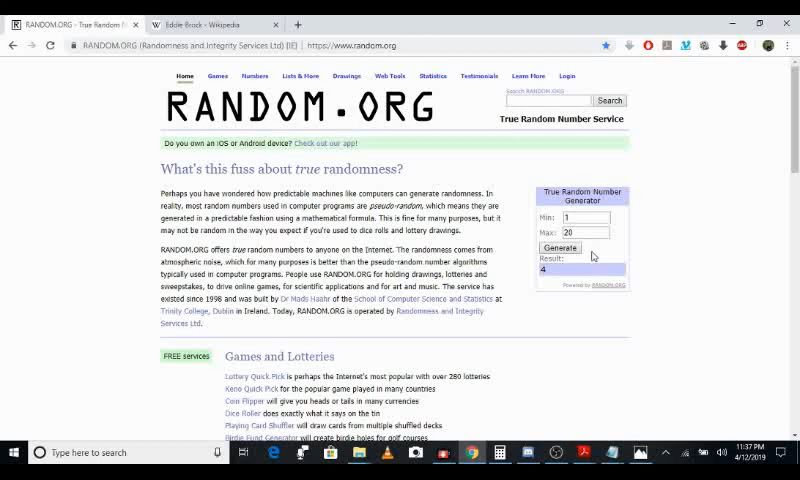 RANDOM.ORG - True Random N
Eddie Brock - Wikipedia
RANDOM.ORG (Randomness and Integrity Services Ltd) [IE] | https://www.random.org
Home Games Numbers Lists & More Drawings Web Tools Statistics Testimonials Learn More Login
RANDOM.ORG
Search RANDOM.ORG
Search
True Random Number Service
Do you own an iOS or Android device? Check out our app!
What's this fuss about true randomness?
Perhaps you have wondered how predictable machines like computers can generate randomness. In
reality, most random numbers used in computer programs are pseudo-random, which means they are
generated in a predictable fashion using a mathematical formula. This is fine for many purposes, but it
may not be random in the way you expect if you're used to dice rolls and lottery drawings.
RANDOM.ORG offers true random numbers to anyone on the Internet. The randomness comes from
atmospheric noise, which for many purposes is better than the pseudo-random number algorithms
typically used in computer programs. People use RANDOM.ORG for holding drawings, lotteries and
sweepstakes, to drive online games, for scientific applications and for art and music. The service has
existed since 1998 and was built by Dr Mads Haahr of the School of Computer Science and Statistics at
Trinity College, Dublin in Ireland. Today, RANDOM.ORG is operated by Randomness and Integrity
Services Ltd.
True Random Number
Generator
Min: 1
Max: 20
Generate
Result:
4
Powered by RANDOM.ORG
FREE services
Games and Lotteries
Lottery Quick Pick is perhaps the Internet's most popular with over 280 lotteries
Keno Quick Pick for the popular game played in many countries
Coin Flipper will give you heads or tails in many currencies
Dice Roller does exactly what it says on the tin
Playing Card Shuffler will draw cards from multiple shuffled decks
Birdie Fund Generator will create birdie holes for golf courses
Type here to search
11:37 PM
4/12/2019